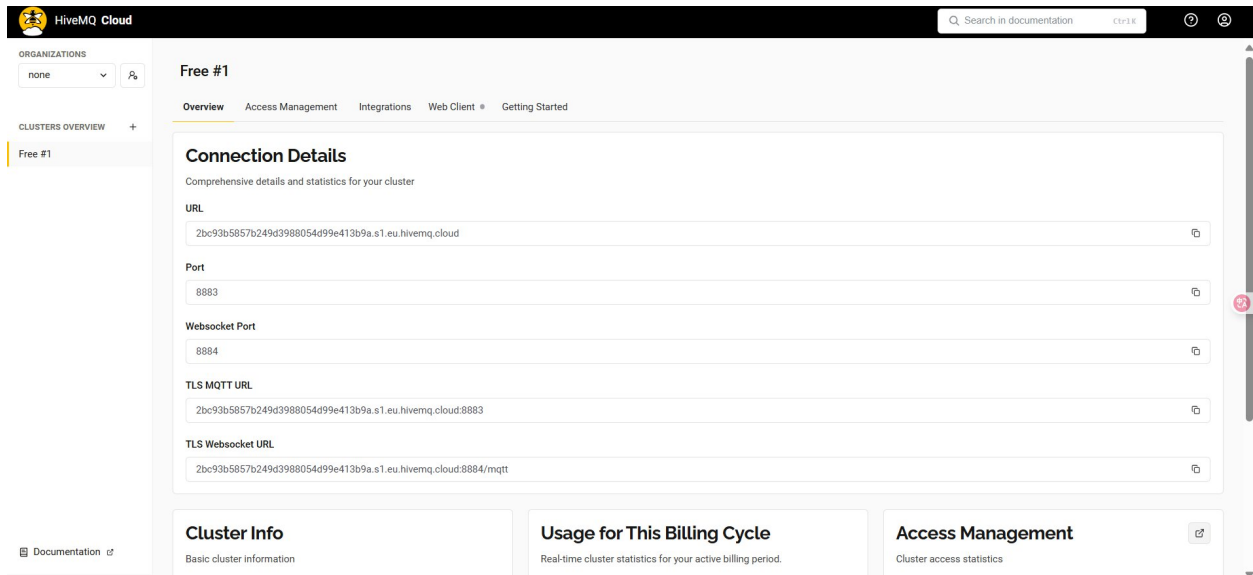 HiveMQ Cloud
Search in documentation
Ctrl K
ORGANIZATIONS
none
CLUSTERS OVERVIEW +
Free #1
Documentation
Free #1
Overview Access Management Integrations Web Client Getting Started
Connection Details
Comprehensive details and statistics for your cluster
URL
2bc93b5857b249d3988054d99e413b9a.s1.eu.hivemq.cloud
Port
8883
Websocket Port
8884
TLS MQTT URL
2bc93b5857b249d3988054d99e413b9a.s1.eu.hivemq.cloud:8883
TLS Websocket URL
2bc93b5857b249d3988054d99e413b9a.s1.eu.hivemq.cloud:8884/mqtt
Cluster Info
Basic cluster information
Usage for This Billing Cycle
Real-time cluster statistics for your active billing period.
Access Management
Cluster access statistics